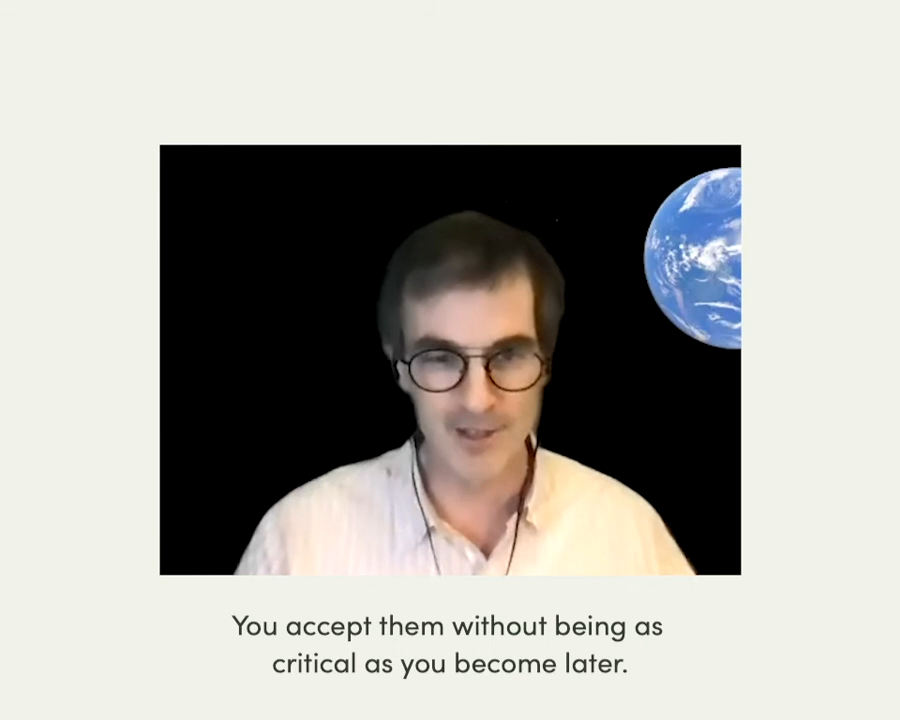 You accept them without being as
critical as you become later.